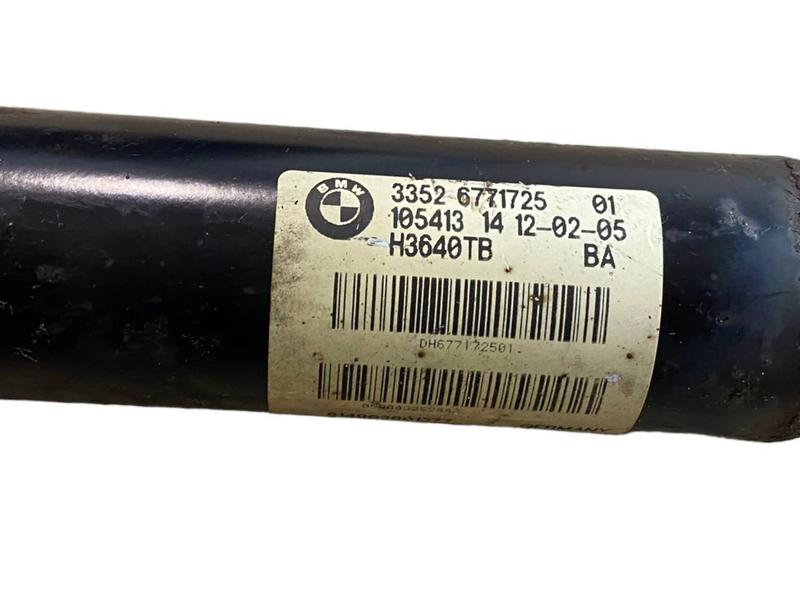 BMW
3352 6771725 01
105413 14 12-02-05
H3640TB BA
DH677172501
GERMANY